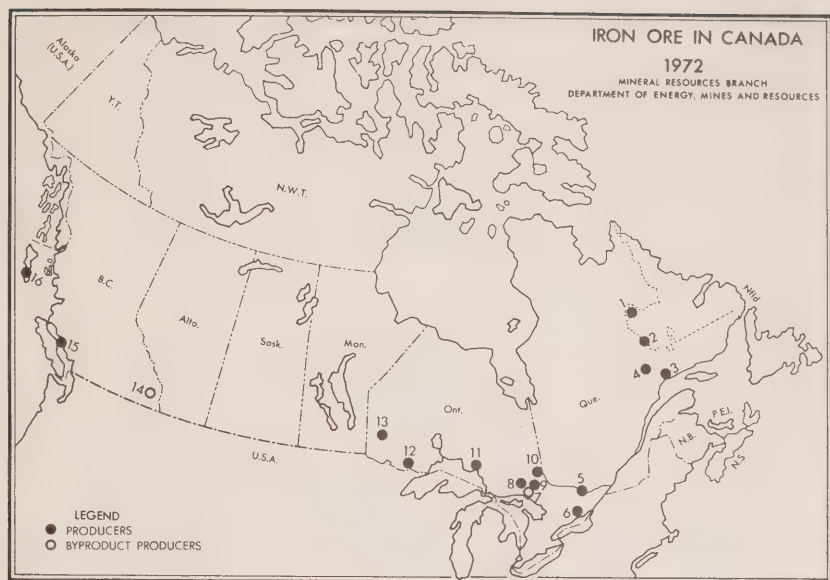 IRON ORE IN CANADA
1972
MINERAL RESOURCES BRANCH
DEPARTMENT OF ENERGY, MINES AND RESOURCES
Alaska
(U.S.A.)
Y.T.
N.W.T.
B.C.
Alta.
Sask.
Man.
Ont.
Que.
Nfld
P.E.I.
N.B.
N.S
U.S.A.
1
2
3
4
5
6
7
8
9
10
11
12
13
14
15
16
LEGEND
PRODUCERS
BYPRODUCT PRODUCERS